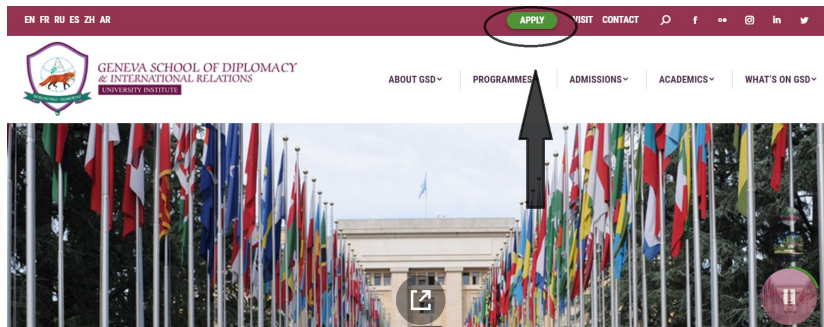 EN FR RU ES ZH AR
APPLY
VISIT CONTACT
GENEVA SCHOOL OF DIPLOMACY
& INTERNATIONAL RELATIONS
UNIVERSITY INSTITUTE
ABOUT GSD
PROGRAMMES
ADMISSIONS
ACADEMICS
WHAT'S ON GSD